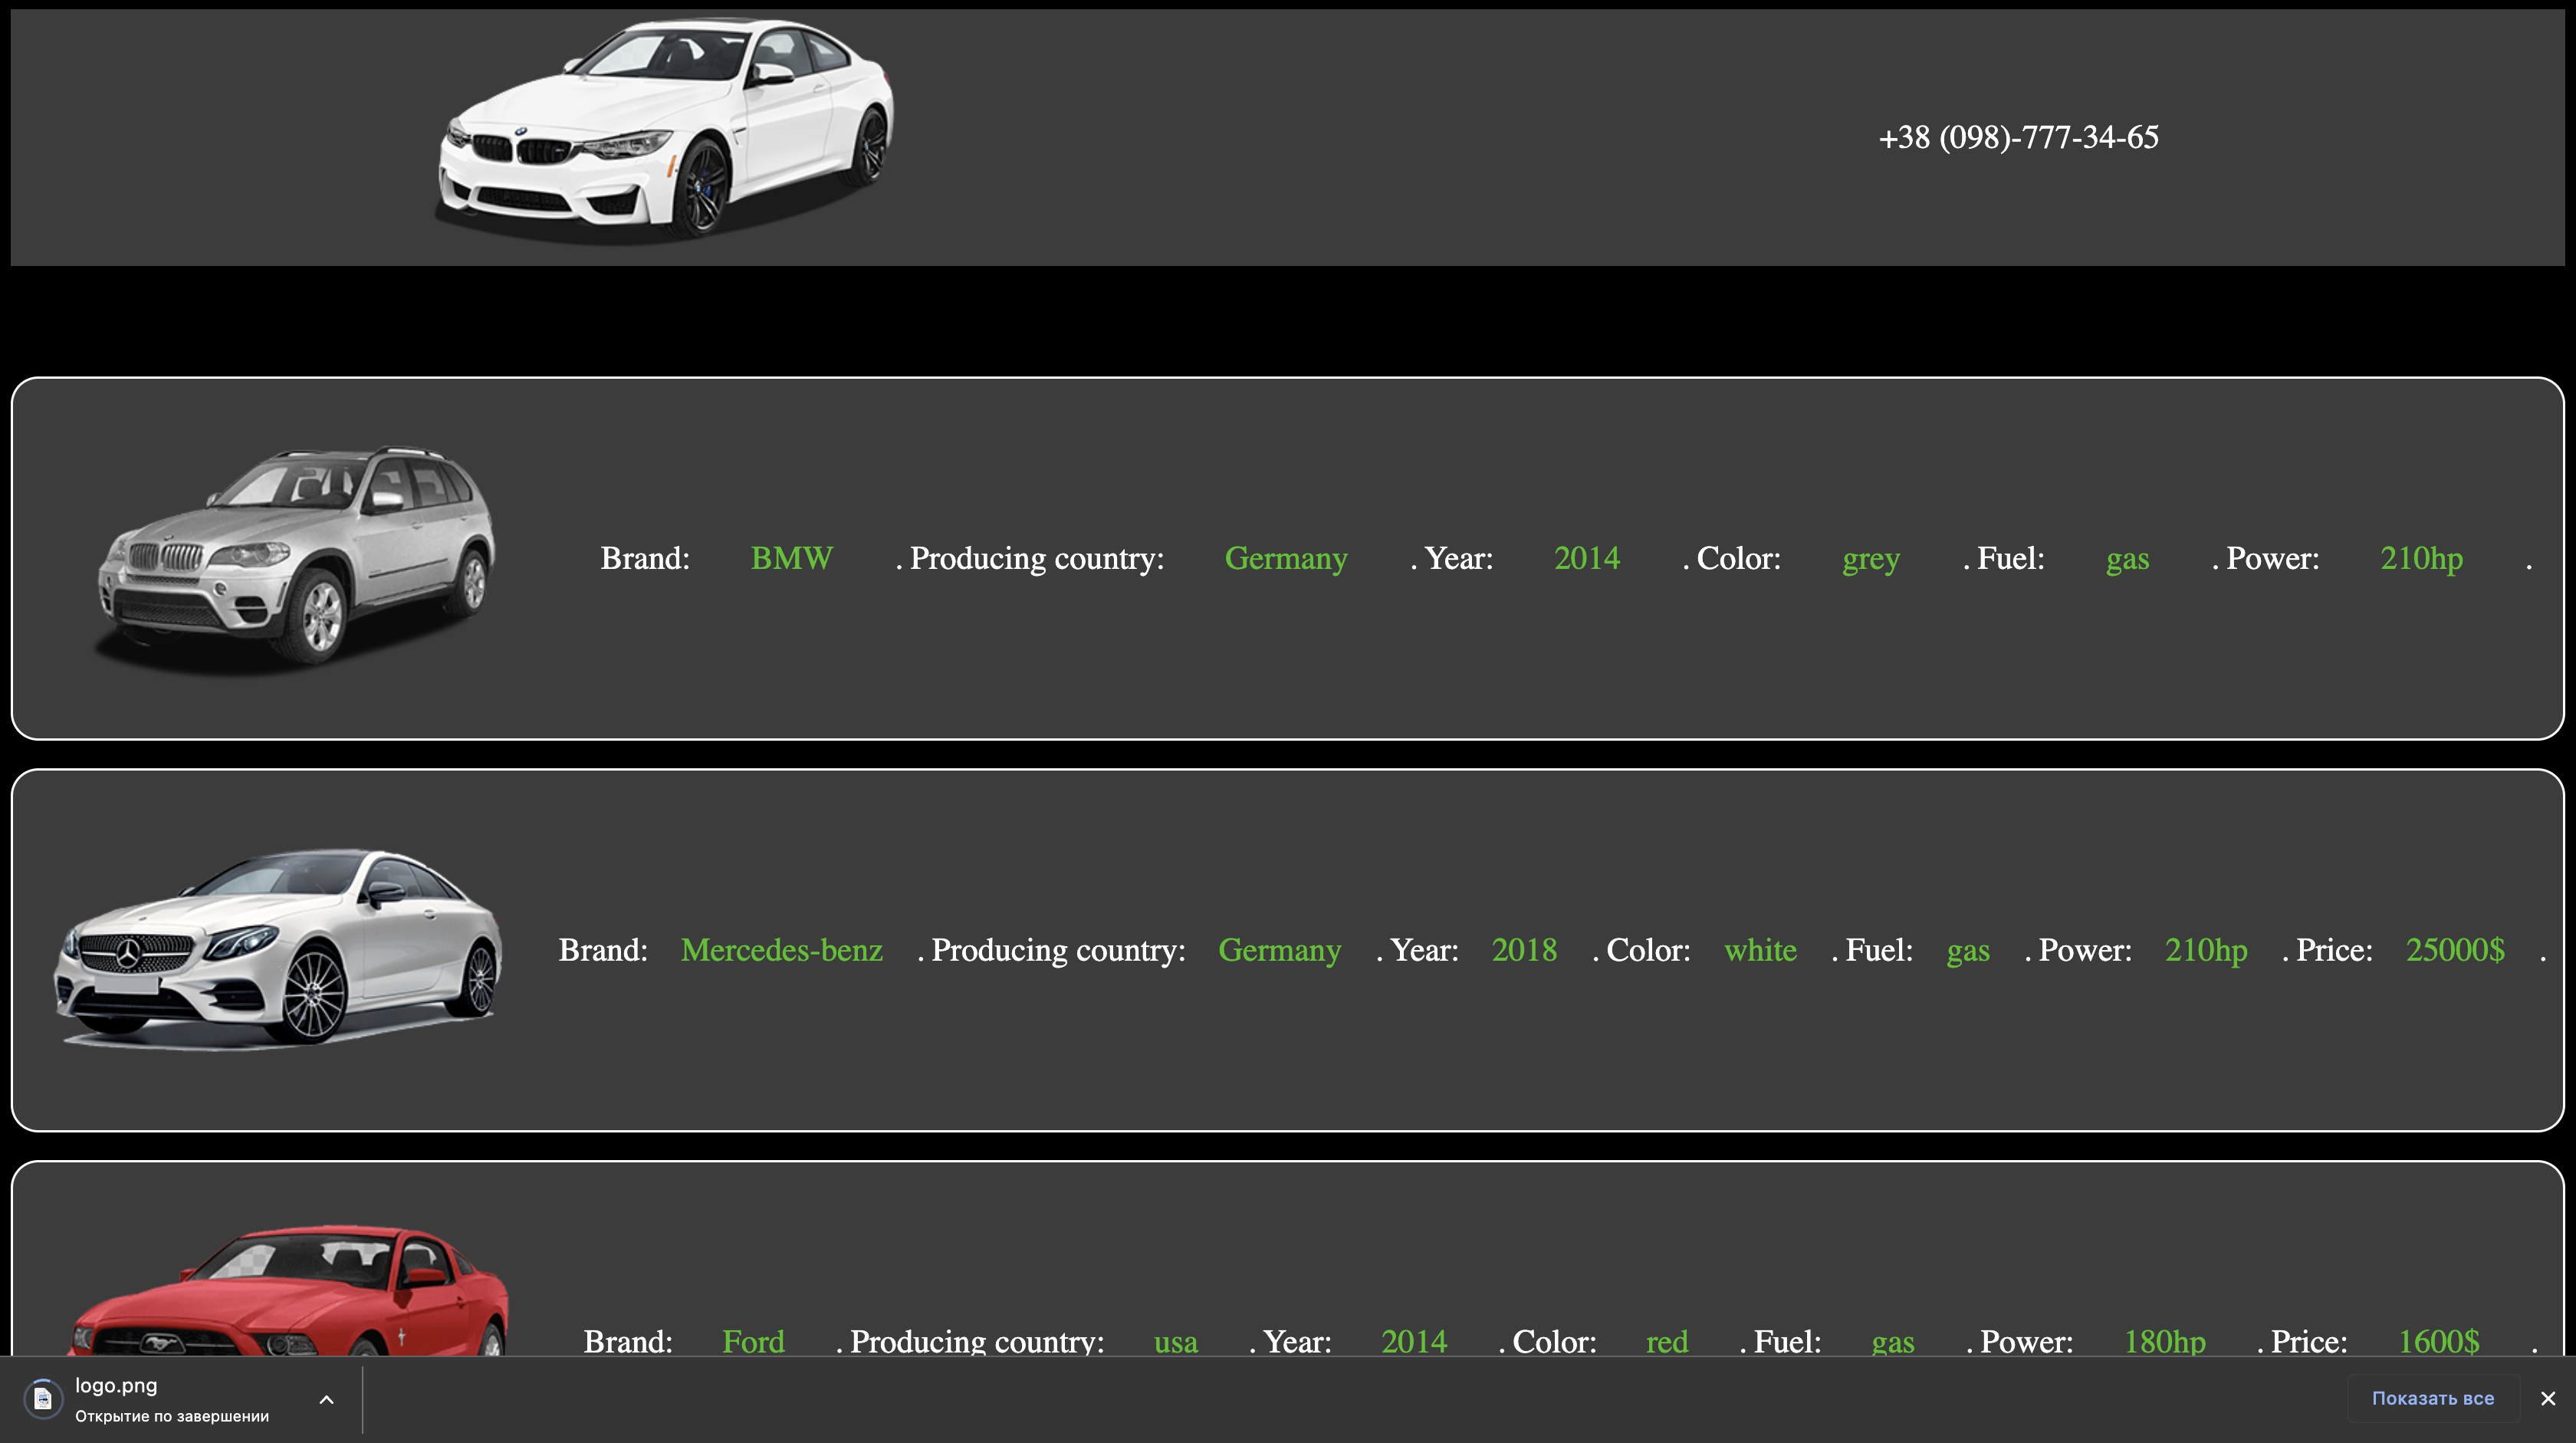 +38 (098)-777-34-65
Brand: BMW . Producing country: Germany . Year: 2014 . Color: grey . Fuel: gas . Power: 210hp .
Brand: Mercedes-benz . Producing country: Germany . Year: 2018 . Color: white . Fuel: gas . Power: 210hp . Price: 25000$ .
Brand: Ford . Producing country: usa . Year: 2014 . Color: red . Fuel: gas . Power: 180hp . Price: 1600$ .
logo.png
Открытие по завершении
Показать все